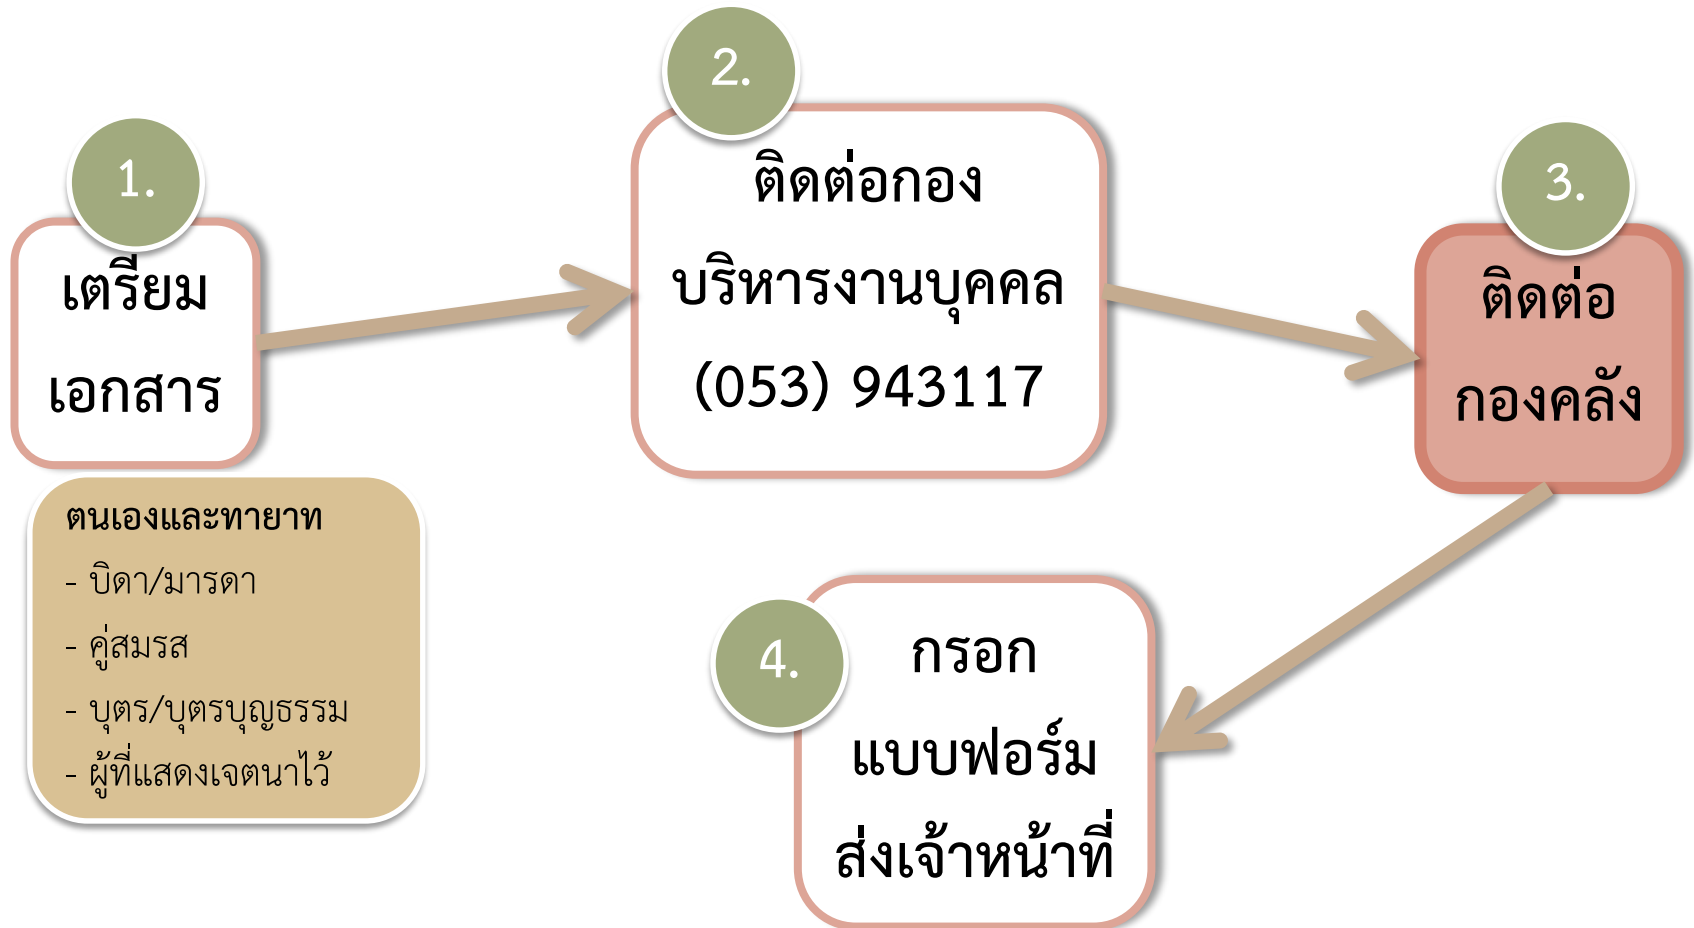 1.
เตรียม
เอกสาร
ตนเองและทายาท
- บิดา/มารดา
- คู่สมรส
- บุตร/บุตรบุญธรรม
- ผู้ที่แสดงเจตนาไว้
2.
ติดต่อกอง
บริหารงานบุคคล
(053) 943117
3.
ติดต่อ
กองคลัง
4.
กรอก
แบบฟอร์ม
ส่งเจ้าหน้าที่